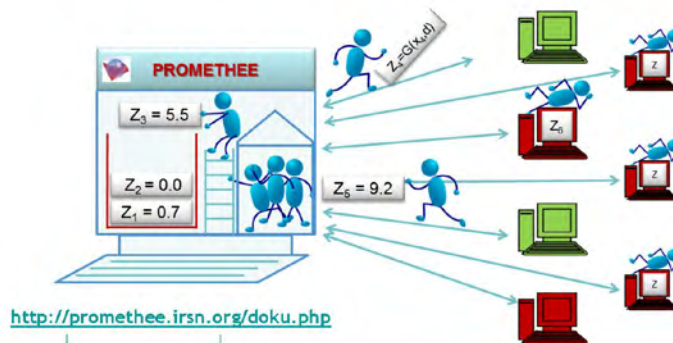 PROMETHEE
Z3 = 5.5
Z2 = 0.0
Z1 = 0.7
Z4=G(x4,d)
Z5 = 9.2
Z
Z6
Z
Z
http://promethee.irsn.org/doku.php